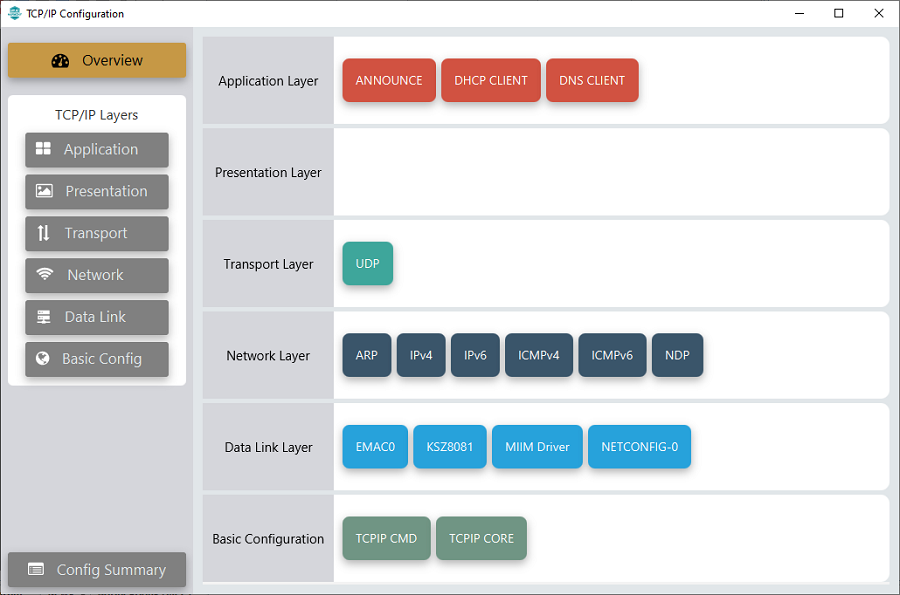 TCP/IP Configuration
Overview
TCP/IP Layers
Application
Presentation
Transport
Network
Data Link
Basic Config
Config Summary
Application Layer
ANNOUNCE DHCP CLIENT DNS CLIENT
Presentation Layer
Transport Layer
UDP
Network Layer
ARP IPv4 IPv6 ICMPv4 ICMPv6 NDP
Data Link Layer
EMAC0 KSZ8081 MIIM Driver NETCONFIG-0
Basic Configuration
TCPIP CMD TCPIP CORE